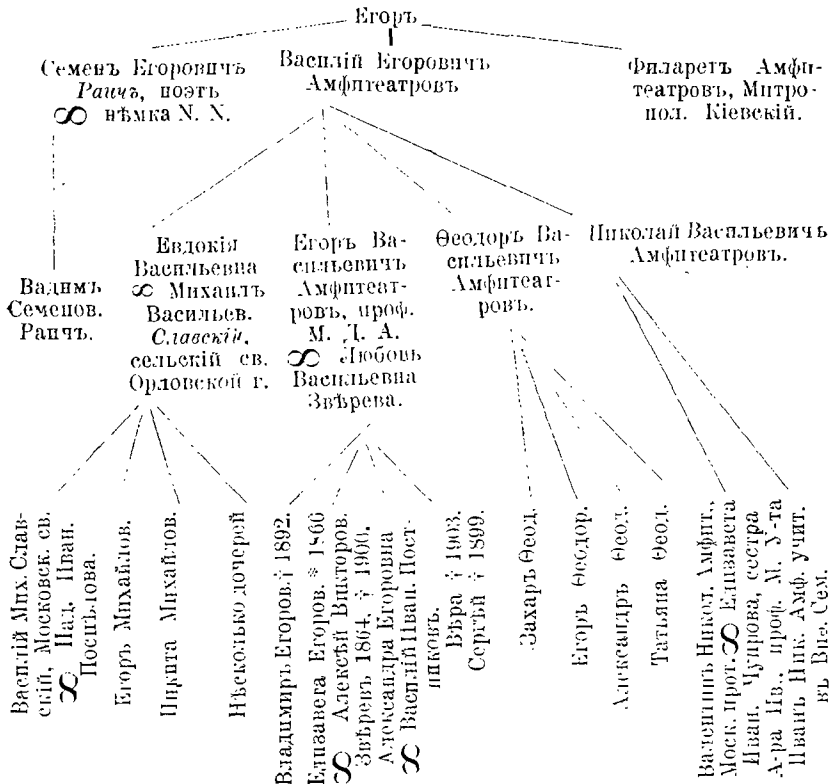 Егоръ
Семенъ Егоровичъ
Раичъ, поэтъ
∞ нѣмка N. N.
Василій Егоровичъ
Амфитеатровъ
Филаретъ Амфи-
театровъ, Митро-
пол. Кіевскій.
Вадимъ
Семенов.
Раичъ.
Евдокія
Васильевна
∞ Михаилъ
Васильев.
Славскій,
сельскій св.
Орловской г.
Егоръ Ва-
сильевичъ
Амфитеат-
ровъ, проф.
М. Д. А.
∞ Любовь
Васильевна
Звѣрева.
Ѳеодоръ Ва-
сильевичъ
Амфитеат-
ровъ.
Николай Васильевичъ
Амфитеатровъ.
Василій Мих. Слав-
скій, Московск. св.
∞ Над. Иван.
Поспѣлова.
Егоръ Михайлов.
Никита Михайлов.
Нѣсколько дочерей
Владимиръ Егоров. † 1892.
Елизавета Егоров. * 1866
∞ Алексѣй Викторов.
Звѣревъ 1864, † 1900.
Александра Егоровна
∞ Василій Иван. Пост-
никовъ.
Вѣра † 1903.
Сергѣй † 1899.
Захаръ Ѳеод.
Егоръ Ѳеодор.
Александръ Ѳеод.
Татьяна Ѳеод.
Валентинъ Никол. Амфит.,
Моск. прот. ∞ Елизавета
Иван. Чупрова, сестра
А-ра Ив., проф. М. У-та
Иванъ Ник. Амф. учит.
въ Виѳ. Сем.